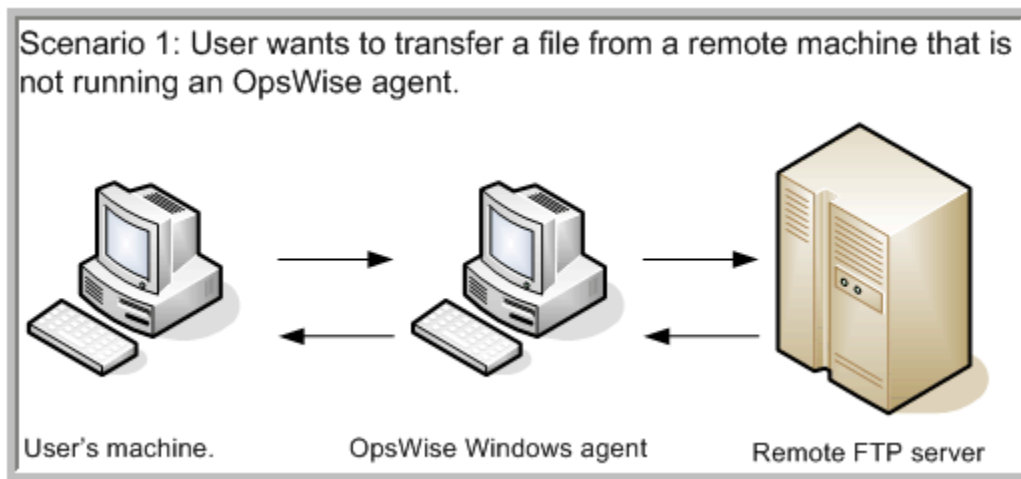 Scenario 1: User wants to transfer a file from a remote machine that is
not running an OpsWise agent.
User's machine.
OpsWise Windows agent
Remote FTP server